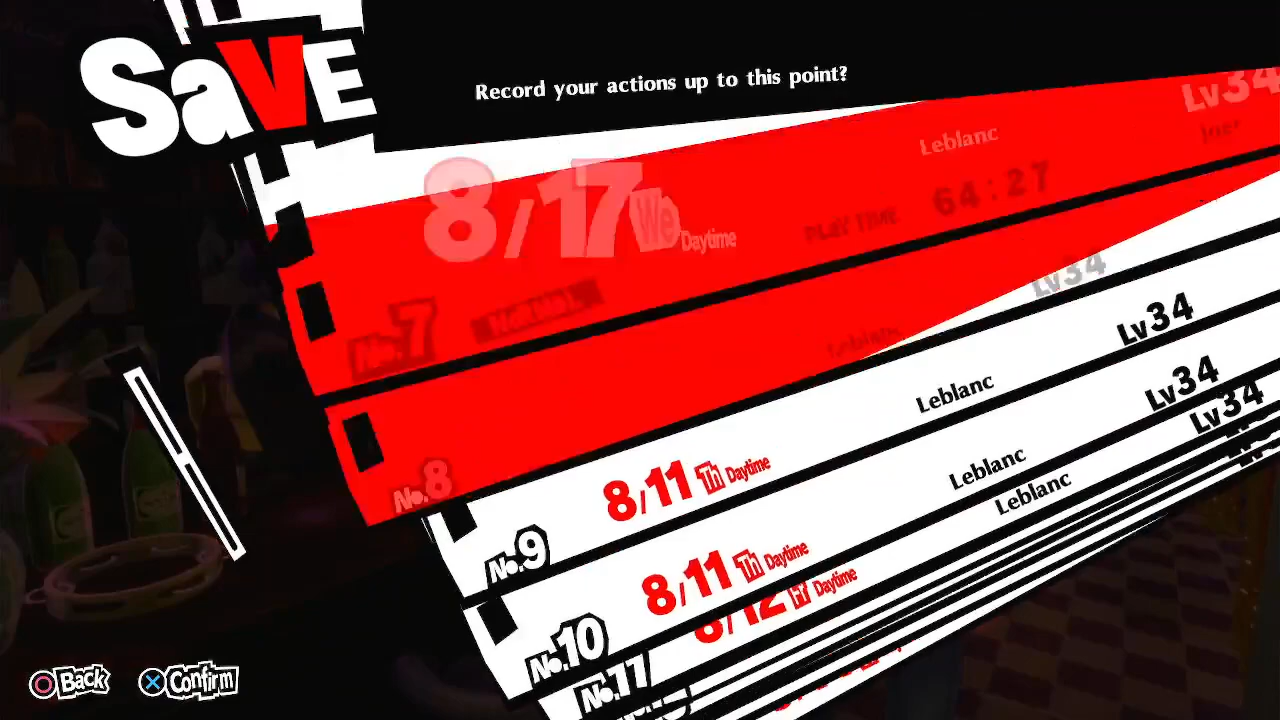 SaVE
Record your actions up to this point?
Lv34
Leblanc
8/17 We Daytime
PLAY TIME 64:27
No.7 NORMAL
Lv34
Leblanc
No.8
Lv34
Leblanc
8/11 Th Daytime
No.9
Lv34
Leblanc
8/11 Th Daytime
No.10
Lv34
Leblanc
8/12 Fr Daytime
No.11
Back Confirm